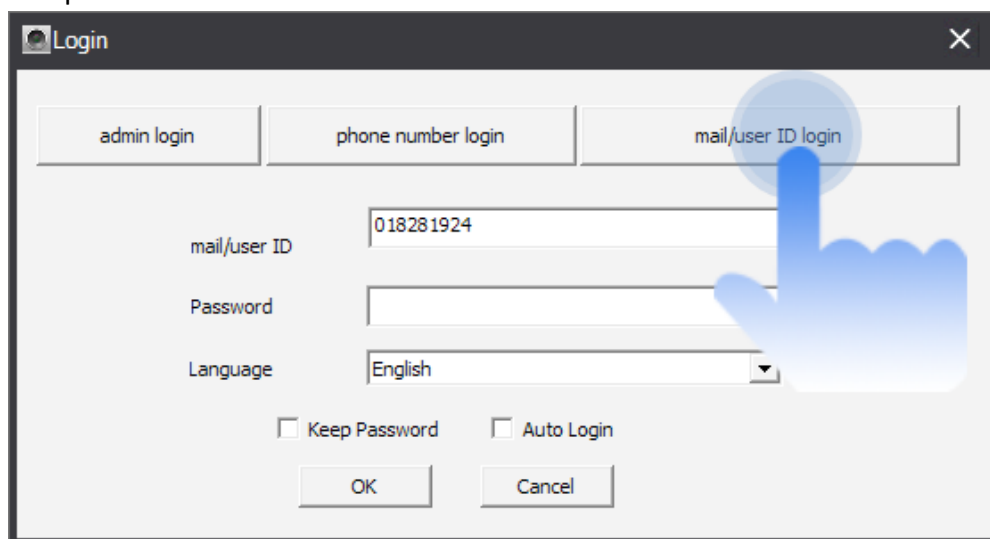 Login
admin login phone number login mail/user ID login
mail/user ID 018281924
Password
Language English
Keep Password Auto Login
OK Cancel